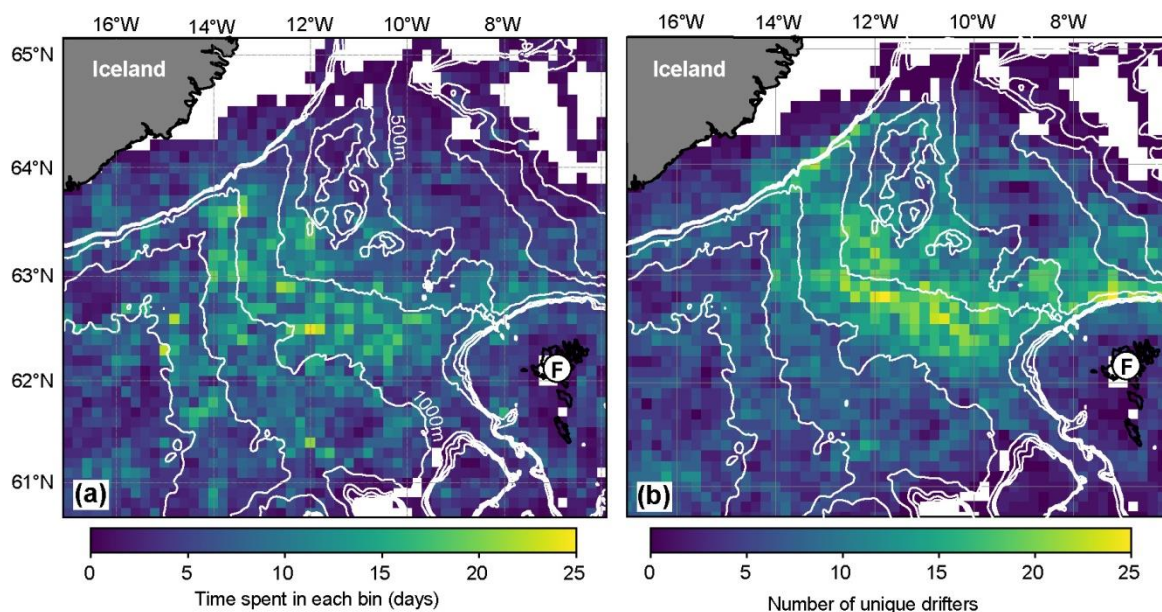 16°W 14°W 12°W 10°W 8°W 16°W 14°W 12°W 10°W 8°W
65°N
Iceland Iceland
500m
64°N
63°N
62°N
F F
1000m
61°N
(a) (b)
0 5 10 15 20 25 0 5 10 15 20 25
Time spent in each bin (days) Number of unique drifters